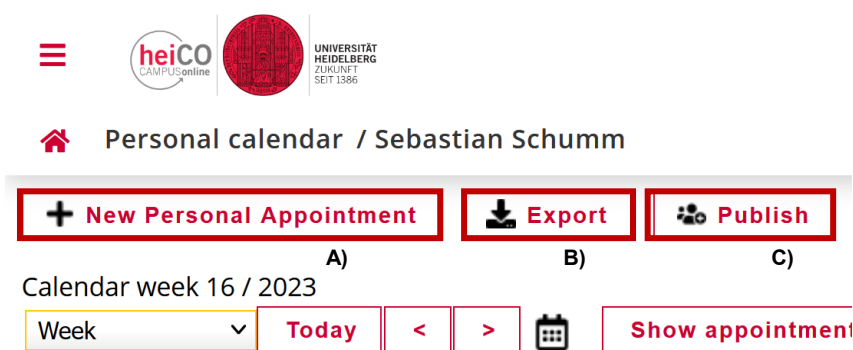 heiCO
CAMPUSonline
UNIVERSITÄT
HEIDELBERG
ZUKUNFT
SEIT 1386
Personal calendar / Sebastian Schumm
New Personal Appointment Export Publish
A) B) C)
Calendar week 16 / 2023
Week Today < > Show appointment